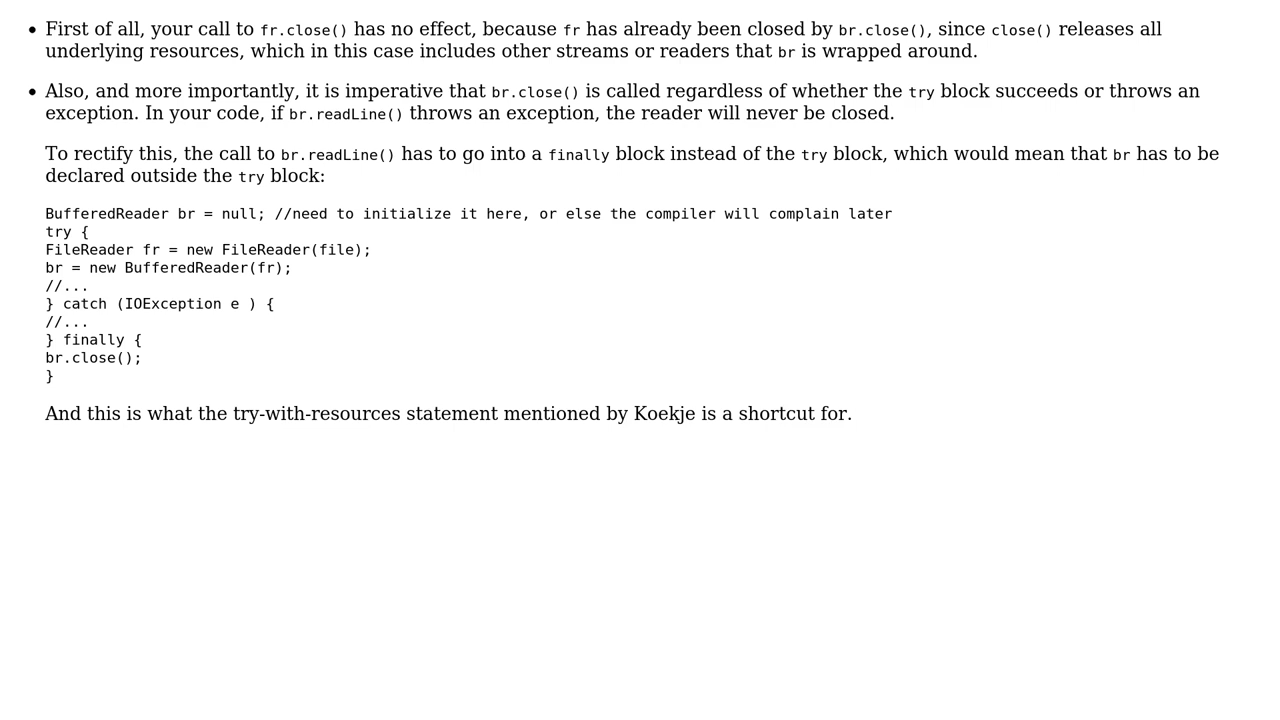 • First of all, your call to fr.close() has no effect, because fr has already been closed by br.close(), since close() releases all
underlying resources, which in this case includes other streams or readers that br is wrapped around.
• Also, and more importantly, it is imperative that br.close() is called regardless of whether the try block succeeds or throws an
exception. In your code, if br.readLine() throws an exception, the reader will never be closed.
To rectify this, the call to br.readLine() has to go into a finally block instead of the try block, which would mean that br has to be
declared outside the try block:
BufferedReader br = null; //need to initialize it here, or else the compiler will complain later
try {
FileReader fr = new FileReader(file);
br = new BufferedReader(fr);
//...
} catch (IOException e ) {
//...
} finally {
br.close();
}
And this is what the try-with-resources statement mentioned by Koekje is a shortcut for.